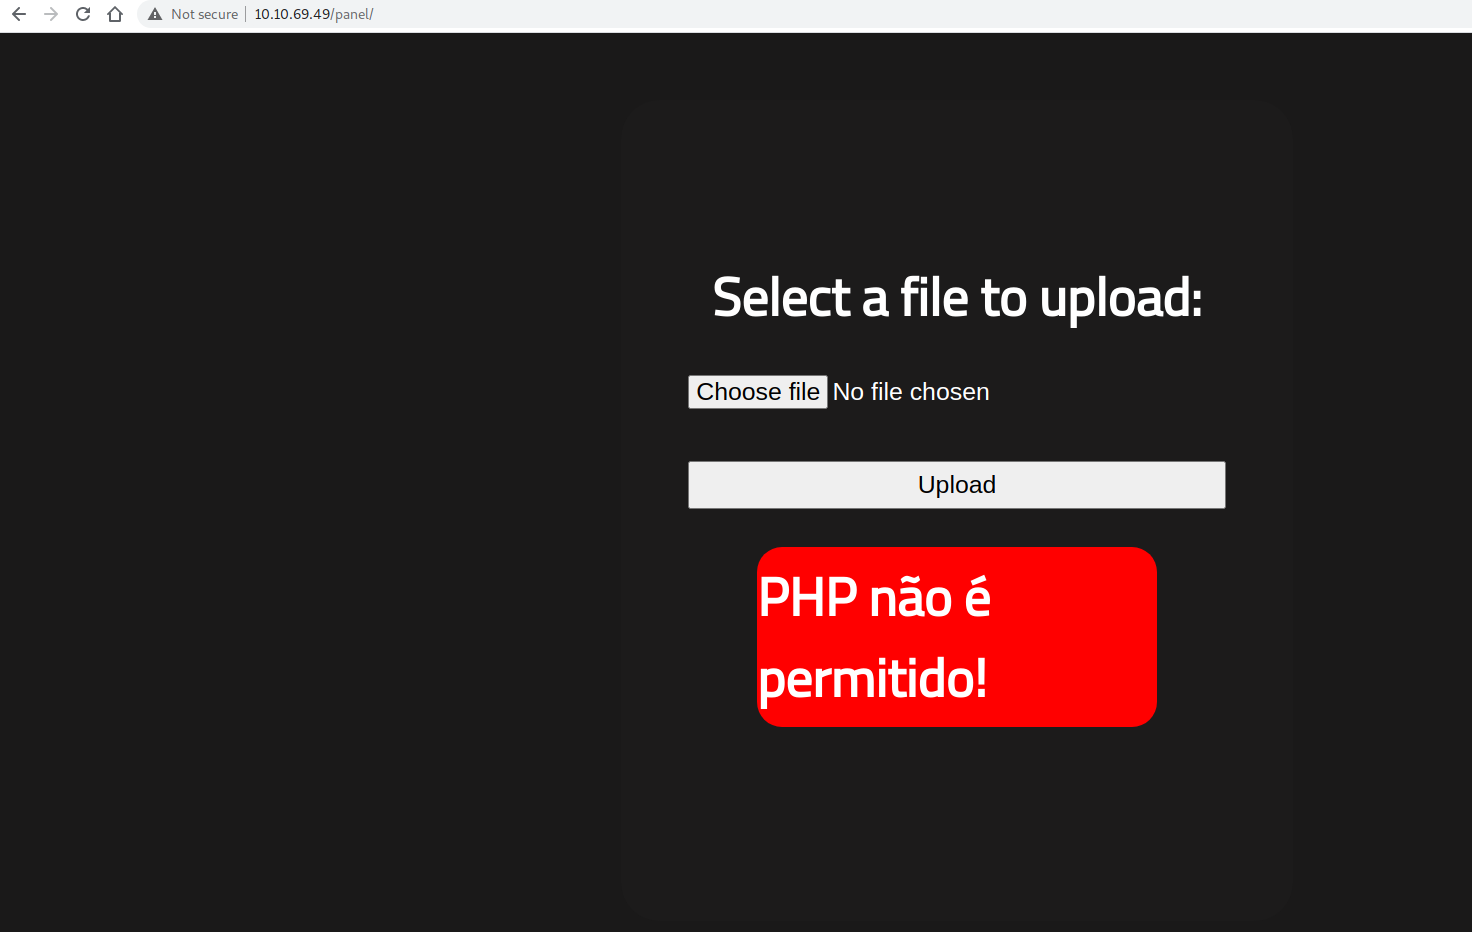 Not secure 10.10.69.49/panel/
Select a file to upload:
Choose file No file chosen
Upload
PHP não é
permitido!